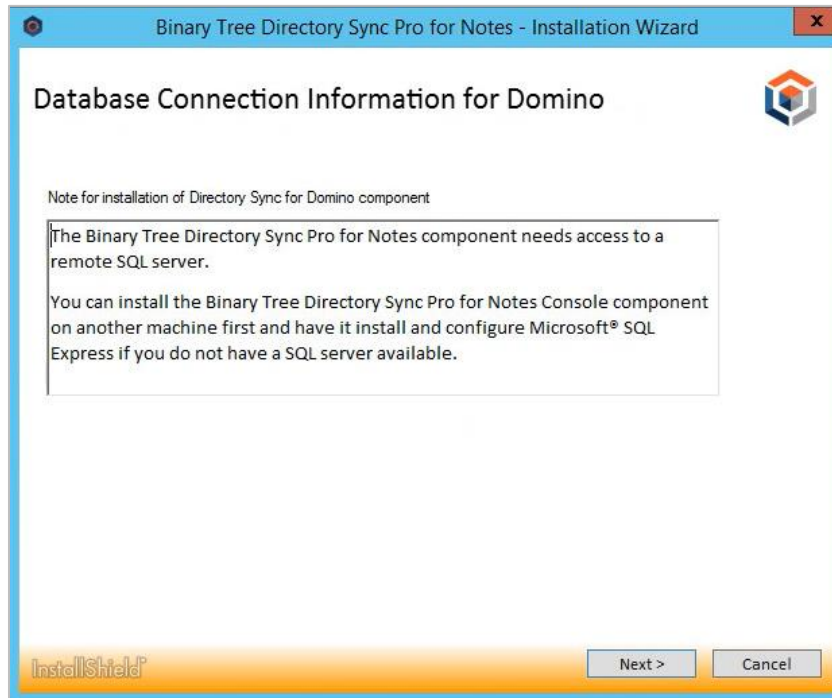 Binary Tree Directory Sync Pro for Notes - Installation Wizard
x
Database Connection Information for Domino
Note for installation of Directory Sync for Domino component
The Binary Tree Directory Sync Pro for Notes component needs access to a
remote SQL server.
You can install the Binary Tree Directory Sync Pro for Notes Console component
on another machine first and have it install and configure Microsoft® SQL
Express if you do not have a SQL server available.
InstallShield
Next >
Cancel